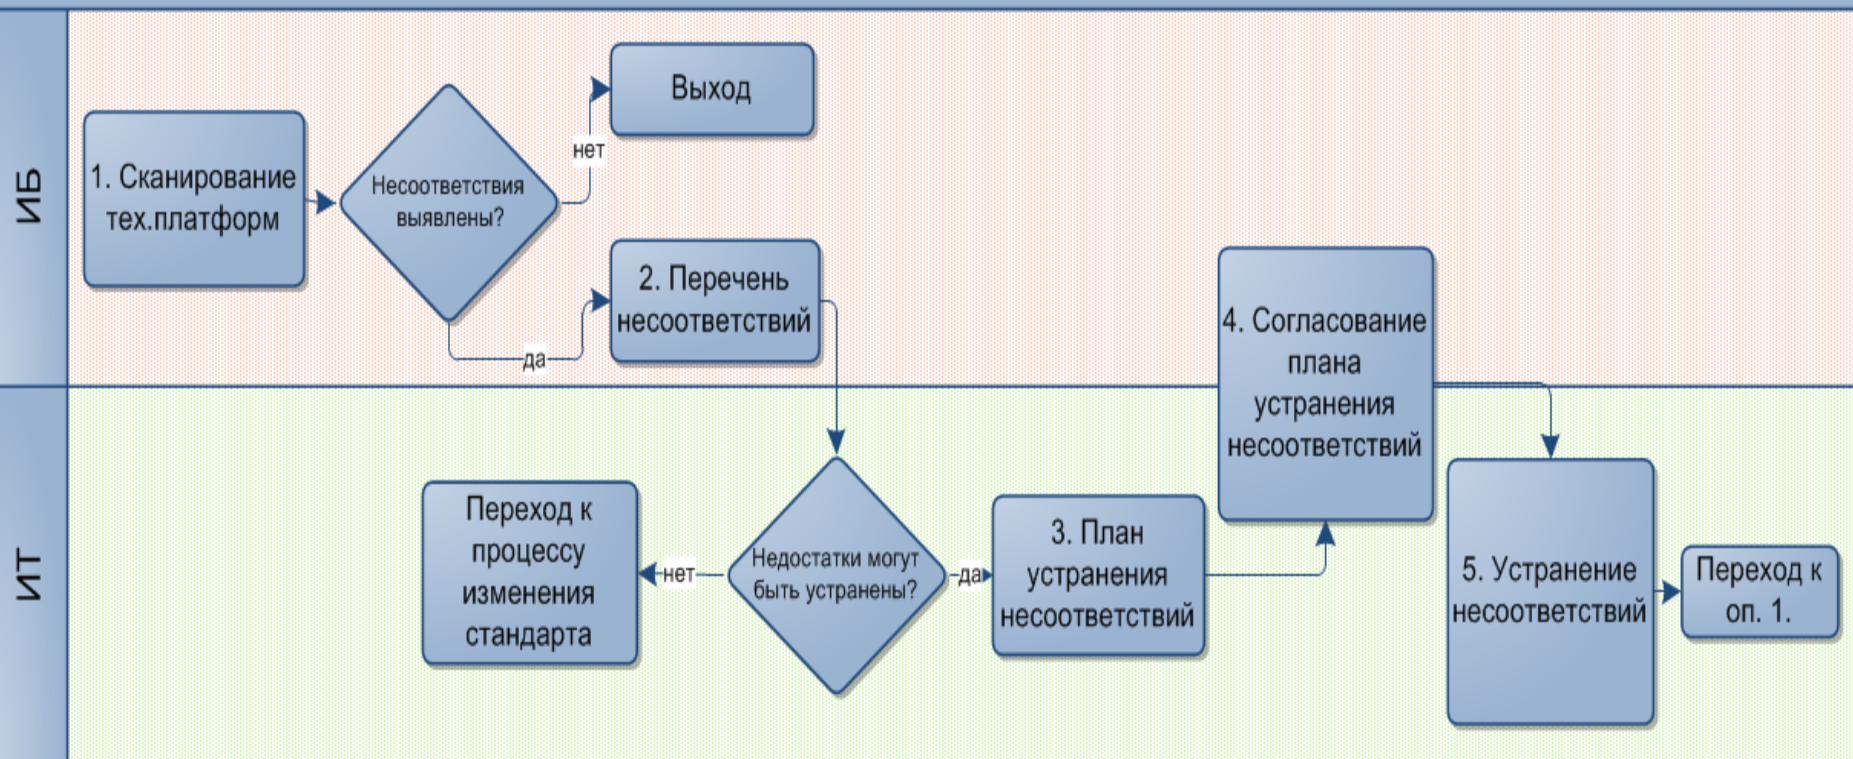 ИБ
1. Сканирование
тех.платформ
Несоответствия
выявлены?
нет
Выход
да
2. Перечень
несоответствий
ИТ
Переход к
процессу
изменения
стандарта
нет
Недостатки могут
быть устранены?
да
3. План
устранения
несоответствий
4. Согласование
плана
устранения
несоответствий
5. Устранение
несоответствий
Переход к
оп. 1.